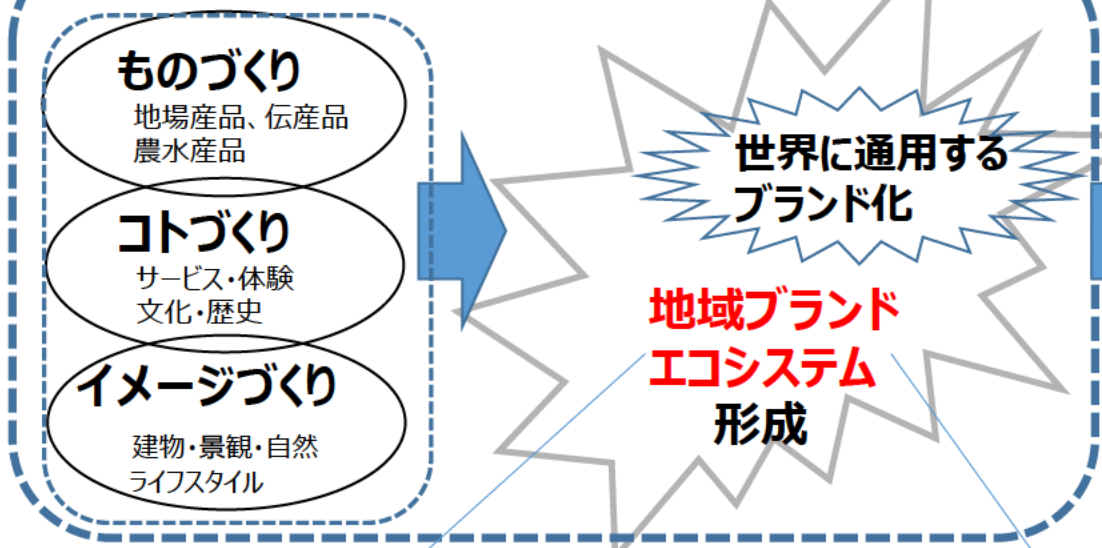 ものづくり
地場産品、伝産品
農水産品
コトづくり
サービス・体験
文化・歴史
イメージづくり
建物・景観・自然
ライフスタイル
世界に通用する
ブランド化
地域ブランド
エコシステム
形成